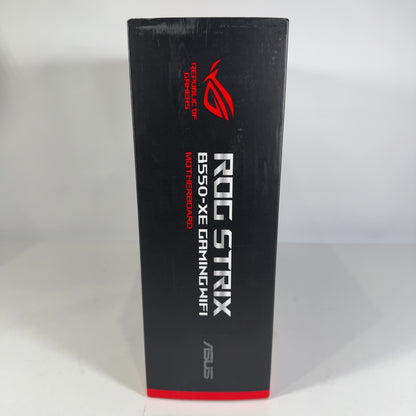 REPUBLIC OF
GAMERS
ROG STRIX
B550-XE GAMING WIFI
MOTHERBOARD
ASUS